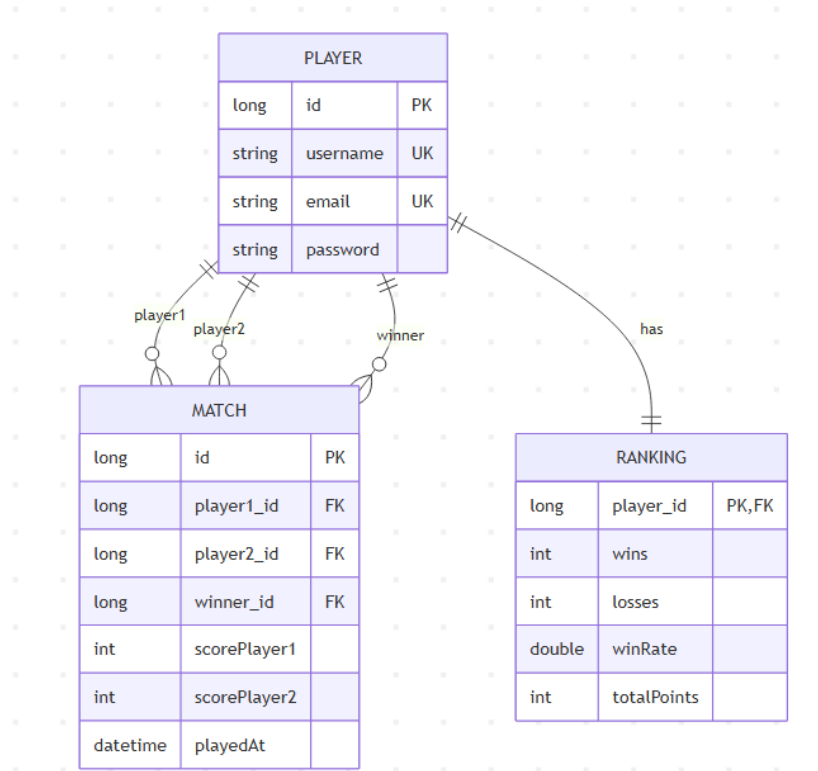 PLAYER
long id PK
string username UK
string email UK
string password
player1
player2
winner
has
MATCH
long id PK
long player1_id FK
long player2_id FK
long winner_id FK
int scorePlayer1
int scorePlayer2
datetime playedAt
RANKING
long player_id PK,FK
int wins
int losses
double winRate
int totalPoints